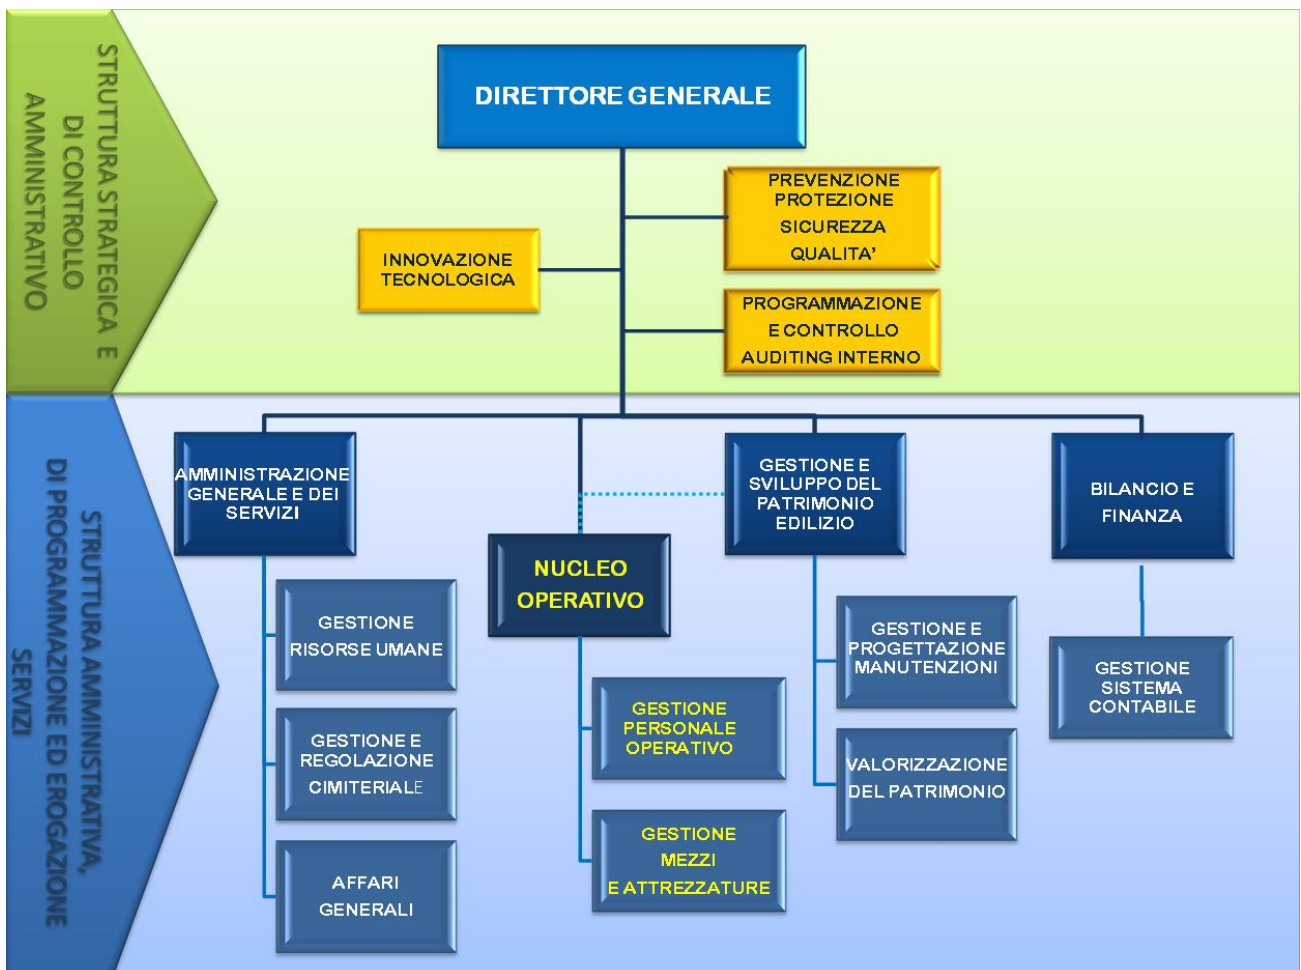 STRUTTURA STRATEGICA E
DI CONTROLLO
AMMINISTRATIVO
DIRETTORE GENERALE
PREVENZIONE
PROTEZIONE
SICUREZZA
QUALITA’
INNOVAZIONE
TECNOLOGICA
PROGRAMMAZIONE
E CONTROLLO
AUDITING INTERNO
STRUTTURA AMMINISTRATIVA,
DI PROGRAMMAZIONE ED EROGAZIONE
SERVIZI
AMMINISTRAZIONE
GENERALE E DEI
SERVIZI
GESTIONE
RISORSE UMANE
GESTIONE E
REGOLAZIONE
CIMITERIALE
AFFARI
GENERALI
NUCLEO
OPERATIVO
GESTIONE
PERSONALE
OPERATIVO
GESTIONE
MEZZI
E ATTREZZATURE
GESTIONE E
SVILUPPO DEL
PATRIMONIO
EDILIZIO
GESTIONE E
PROGETTAZIONE
MANUTENZIONI
VALORIZZAZIONE
DEL PATRIMONIO
BILANCIO E
FINANZA
GESTIONE
SISTEMA
CONTABILE